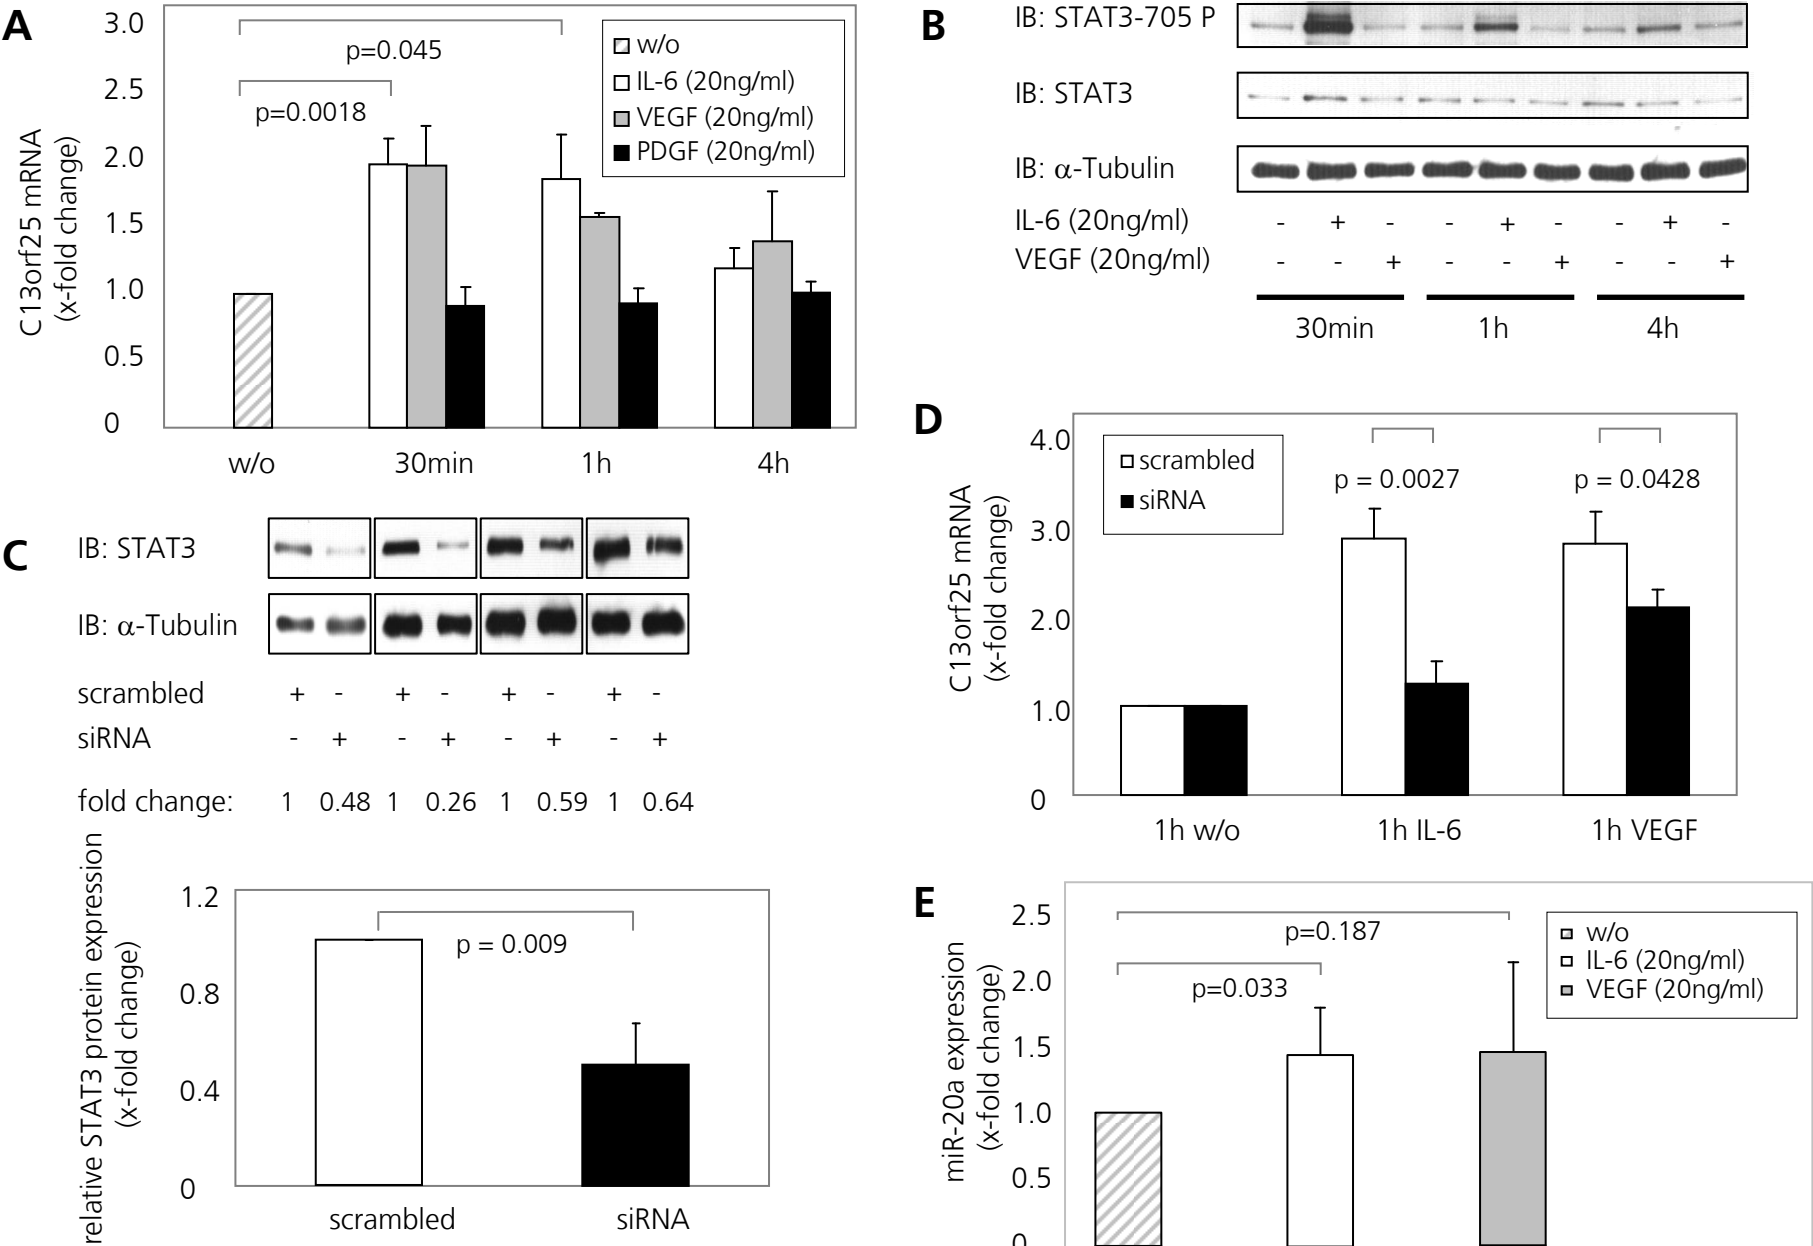 A
3.0
2.5
2.0
1.5
1.0
0.5
0
C13orf25 mRNA
(x-fold change)
p=0.045
p=0.0018
w/o
IL-6 (20ng/ml)
VEGF (20ng/ml)
PDGF (20ng/ml)
w/o 30min 1h 4h
B
IB: STAT3-705 P
IB: STAT3
IB: α-Tubulin
IL-6 (20ng/ml) - + - - + - - + -
VEGF (20ng/ml) - - + - - + - - +
30min 1h 4h
C
IB: STAT3
IB: α-Tubulin
scrambled + - + - + - + -
siRNA - + - + - + - +
fold change: 1 0.48 1 0.26 1 0.59 1 0.64
relative STAT3 protein expression
(x-fold change)
1.2
0.8
0.4
0
p = 0.009
scrambled siRNA
D
4.0
3.0
2.0
1.0
0
C13orf25 mRNA
(x-fold change)
scrambled
siRNA
p = 0.0027 p = 0.0428
1h w/o 1h IL-6 1h VEGF
E
2.5
2.0
1.5
1.0
0.5
0
miR-20a expression
(x-fold change)
p=0.187
p=0.033
w/o
IL-6 (20ng/ml)
VEGF (20ng/ml)